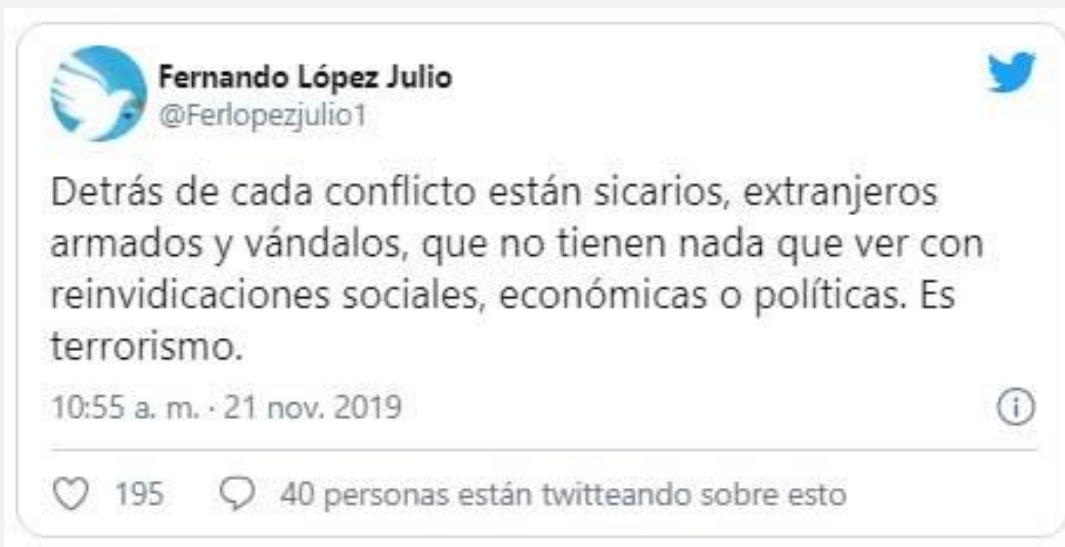 Fernando López Julio
@Ferlopezjulio1
Detrás de cada conflicto están sicarios, extranjeros
armados y vándalos, que no tienen nada que ver con
reinvidicaciones sociales, económicas o políticas. Es
terrorismo.
10:55 a. m. · 21 nov. 2019
195 40 personas están twitteando sobre esto